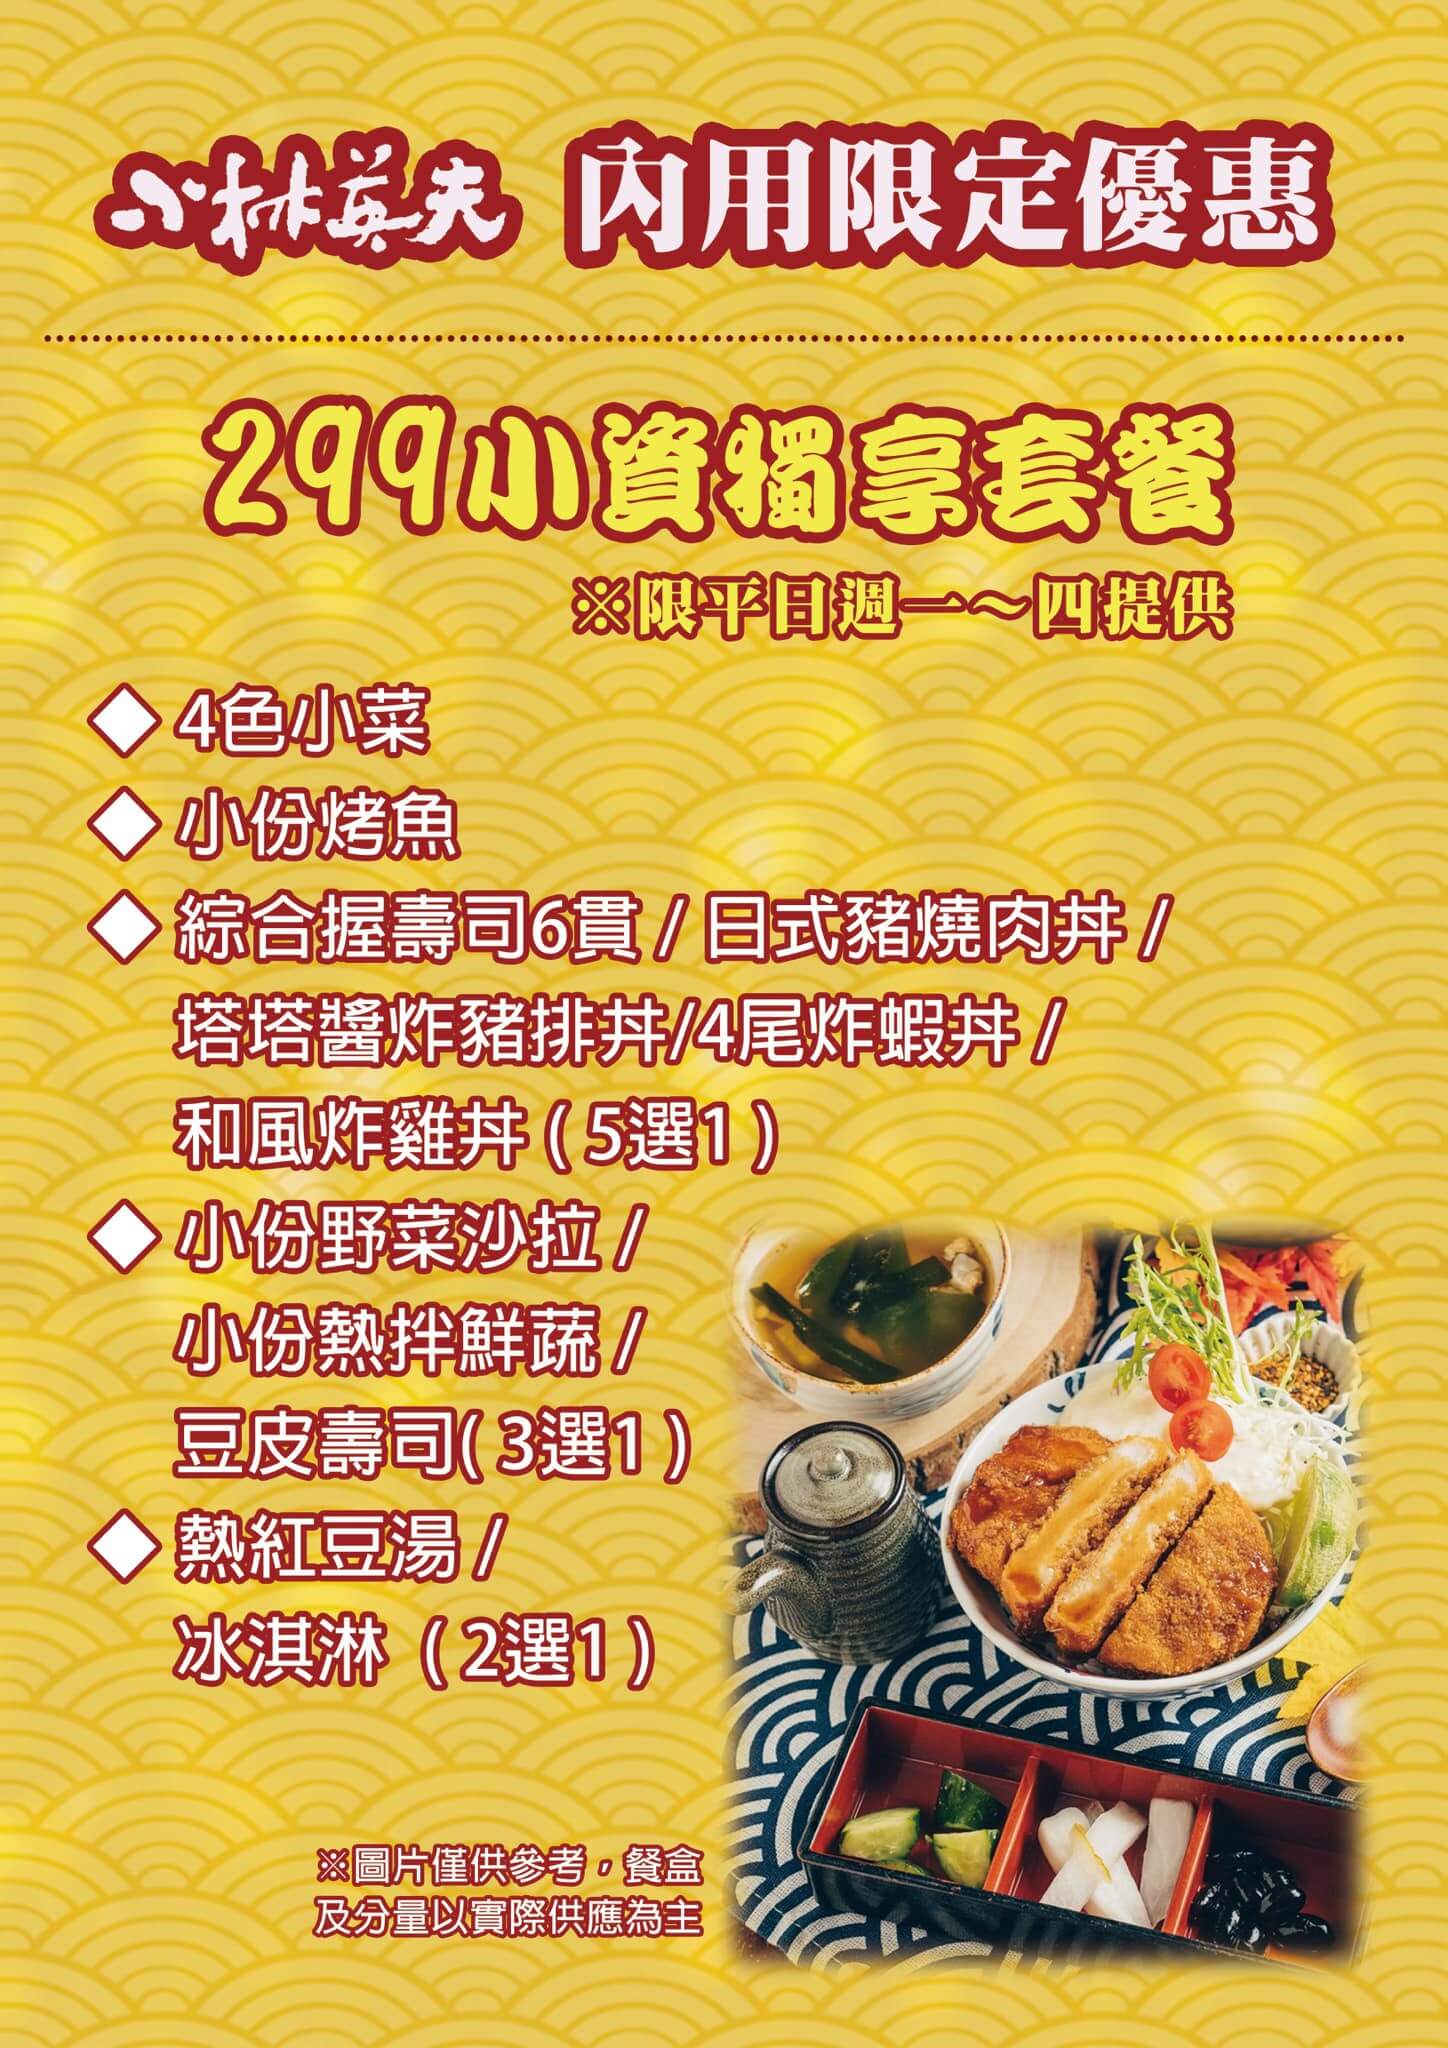 小林英夫 內用限定優惠
299小資獨享套餐
※限平日週一～四提供
◆ 4色小菜
◆ 小份烤魚
◆ 綜合握壽司6貫 / 日式豬燒肉丼 /
塔塔醬炸豬排丼/4尾炸蝦丼 /
和風炸雞丼 ( 5選1 )
◆ 小份野菜沙拉 /
小份熱拌鮮蔬 /
豆皮壽司( 3選1 )
◆ 熱紅豆湯 /
冰淇淋 ( 2選1 )
※圖片僅供參考，餐盒
及分量以實際供應為主